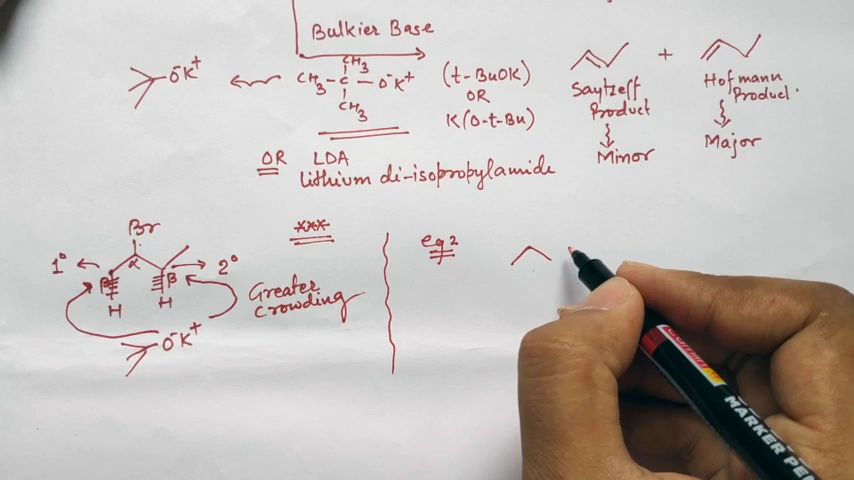 Bulkier Base
O⁻K⁺
CH3
CH3-C-O⁻K⁺
CH3
(t-BuOK)
OR
K(O-t-Bu)
+
Saytzeff
Product
Minor
Hofmann
Product.
Major
OR LDA
Lithium di-isopropylamide
xxx
Br
α
1° β β 2°
H H
O⁻K⁺
Greater
crowding
eg 2
MARKER PEN